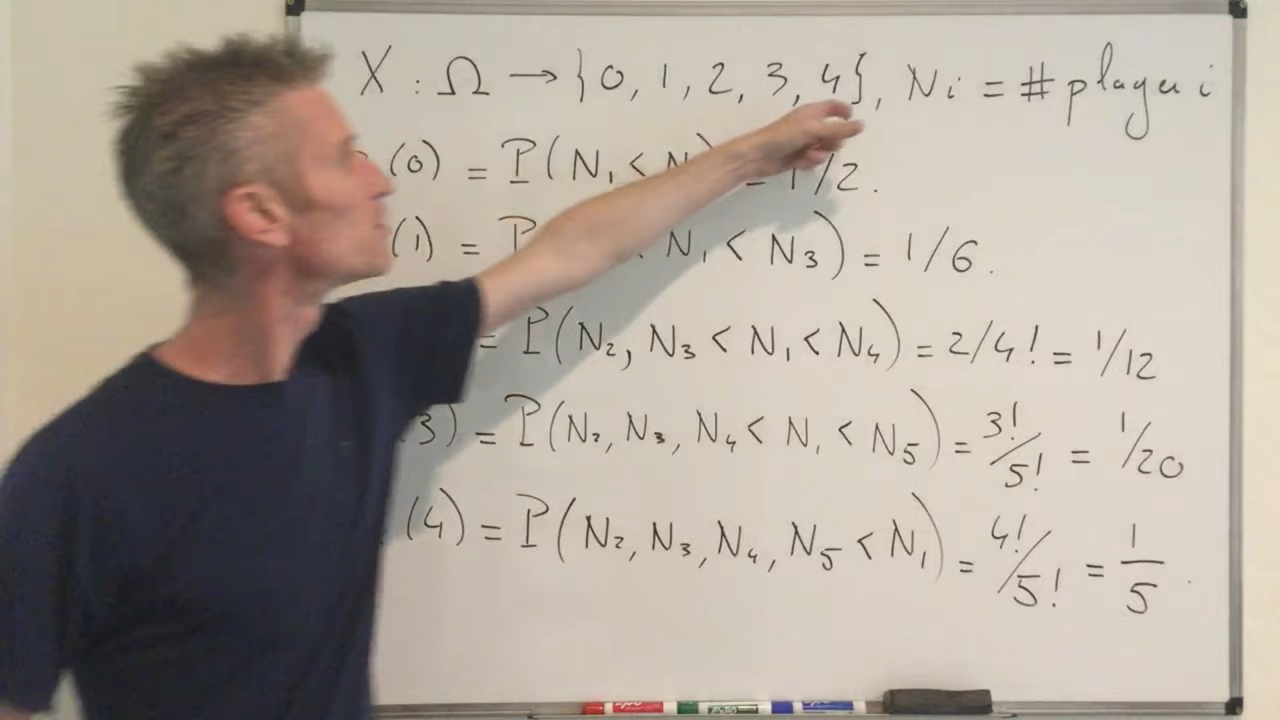 X : Ω → {0, 1, 2, 3, 4}, Ni = # player i
(0) = P(N₁ < N = 1/2.
(1) = P N₁ < N₃) = 1/6.
= P(N₂, N₃ < N₁ < N₄) = 2/4! = 1/12
3) = P(N₂, N₃, N₄ < N₁ < N₅) = 3!/5! = 1/20
(4) = P(N₂, N₃, N₄, N₅ < N₁) = 4!/5! = 1/5.